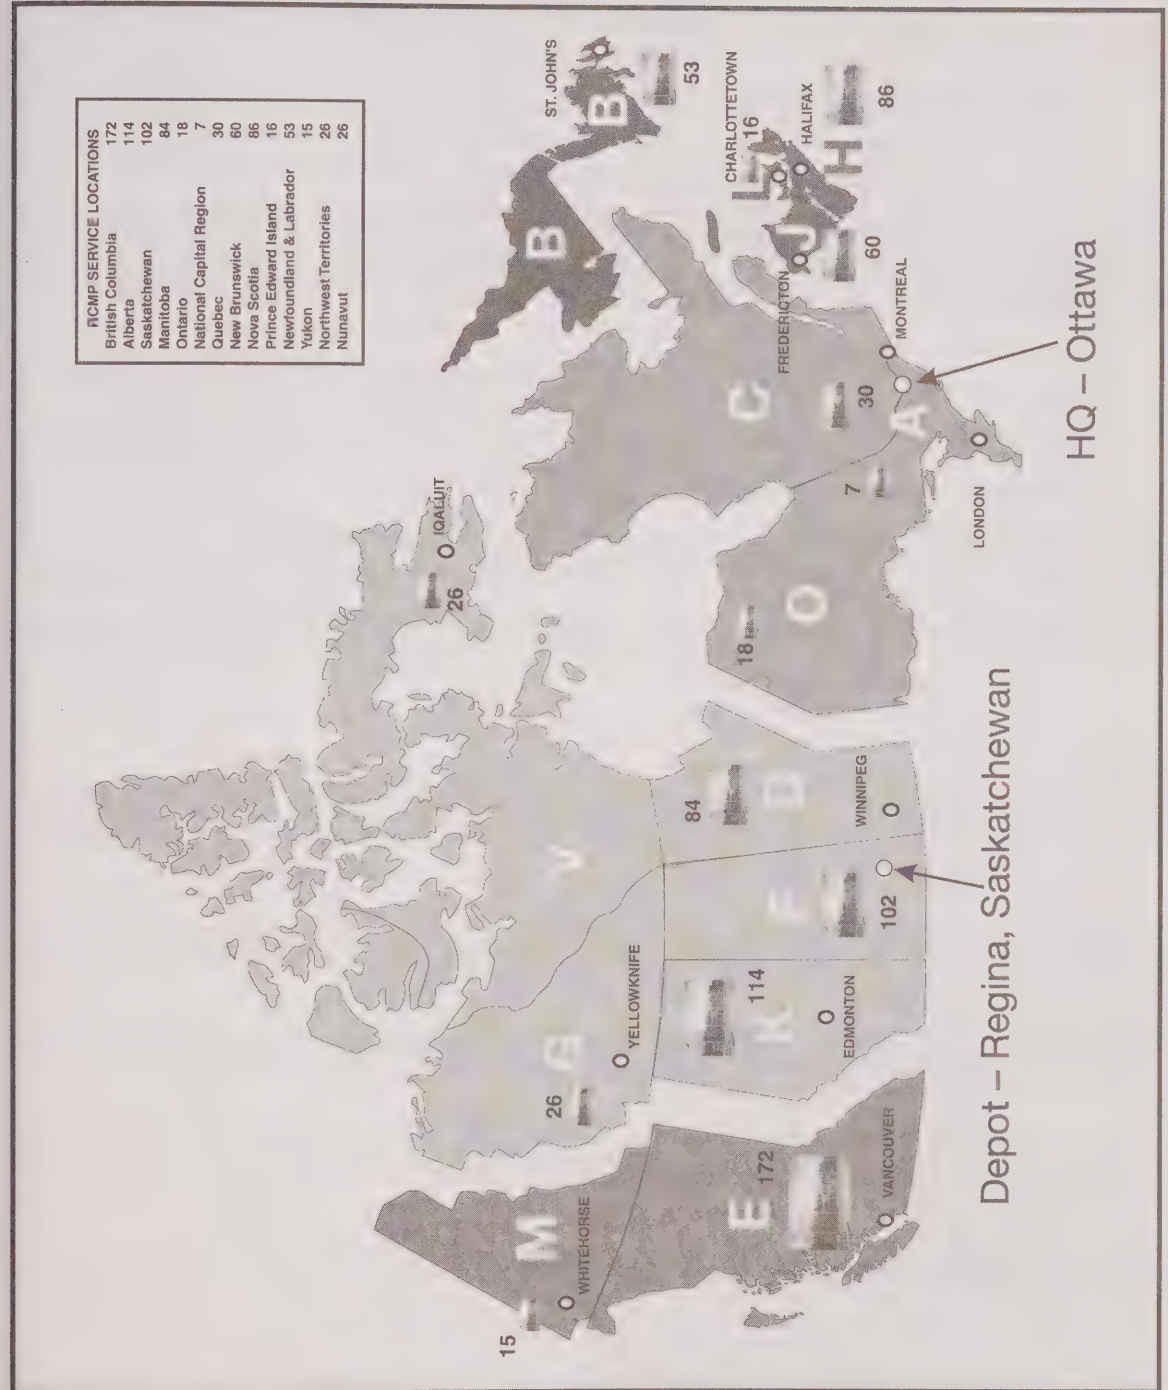 RCMP SERVICE LOCATIONS
British Columbia 172
Alberta 114
Saskatchewan 102
Manitoba 84
Ontario 18
National Capital Region 7
Quebec 30
New Brunswick 60
Nova Scotia 86
Prince Edward Island 16
Newfoundland & Labrador 53
Yukon 15
Northwest Territories 26
Nunavut 26
15
M
WHITEHORSE
E
172
VANCOUVER
26
G
YELLOWKNIFE
V
IQALUIT
26
114
K
EDMONTON
F
102
84
D
WINNIPEG
18
O
7
A
LONDON
C
30
MONTREAL
B
ST. JOHN'S
B
53
CHARLOTTETOWN
L
16
FREDERICTON
J
60
HALIFAX
H
86
Depot – Regina, Saskatchewan
HQ – Ottawa